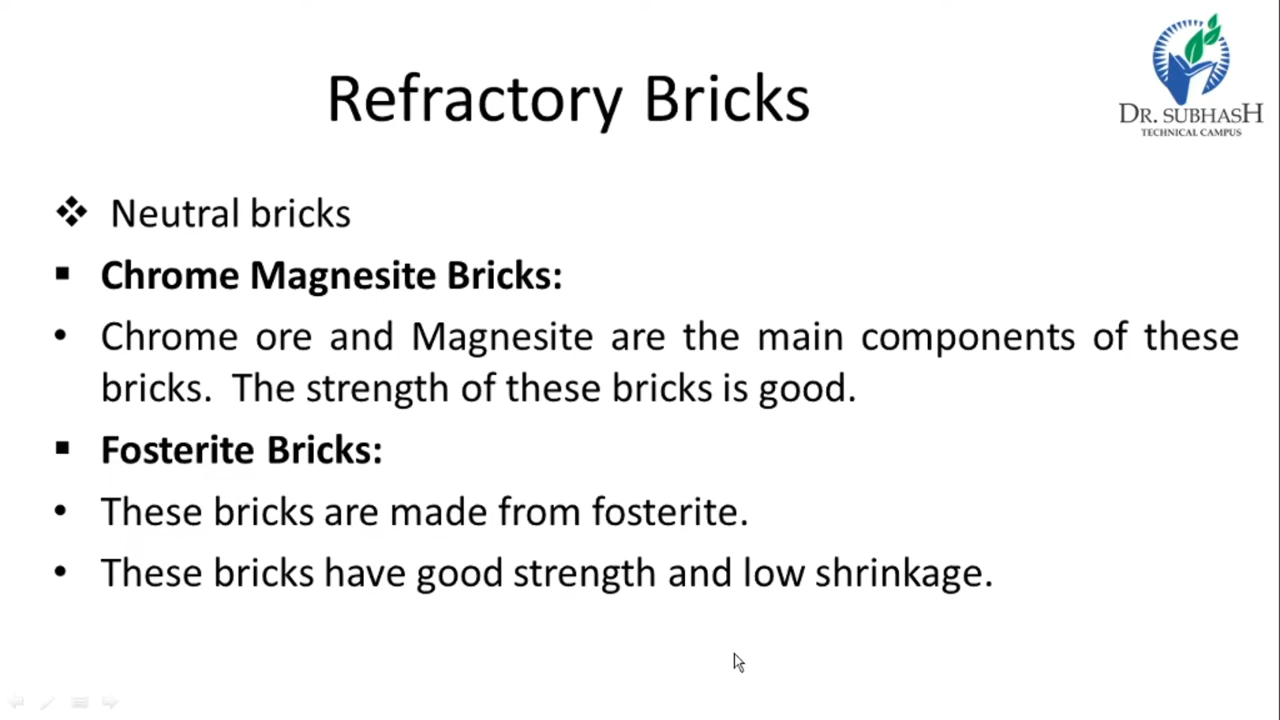 DR. SUBHASH
TECHNICAL CAMPUS
Refractory Bricks
Neutral bricks
Chrome Magnesite Bricks:
Chrome ore and Magnesite are the main components of these
bricks. The strength of these bricks is good.
Fosterite Bricks:
These bricks are made from fosterite.
These bricks have good strength and low shrinkage.